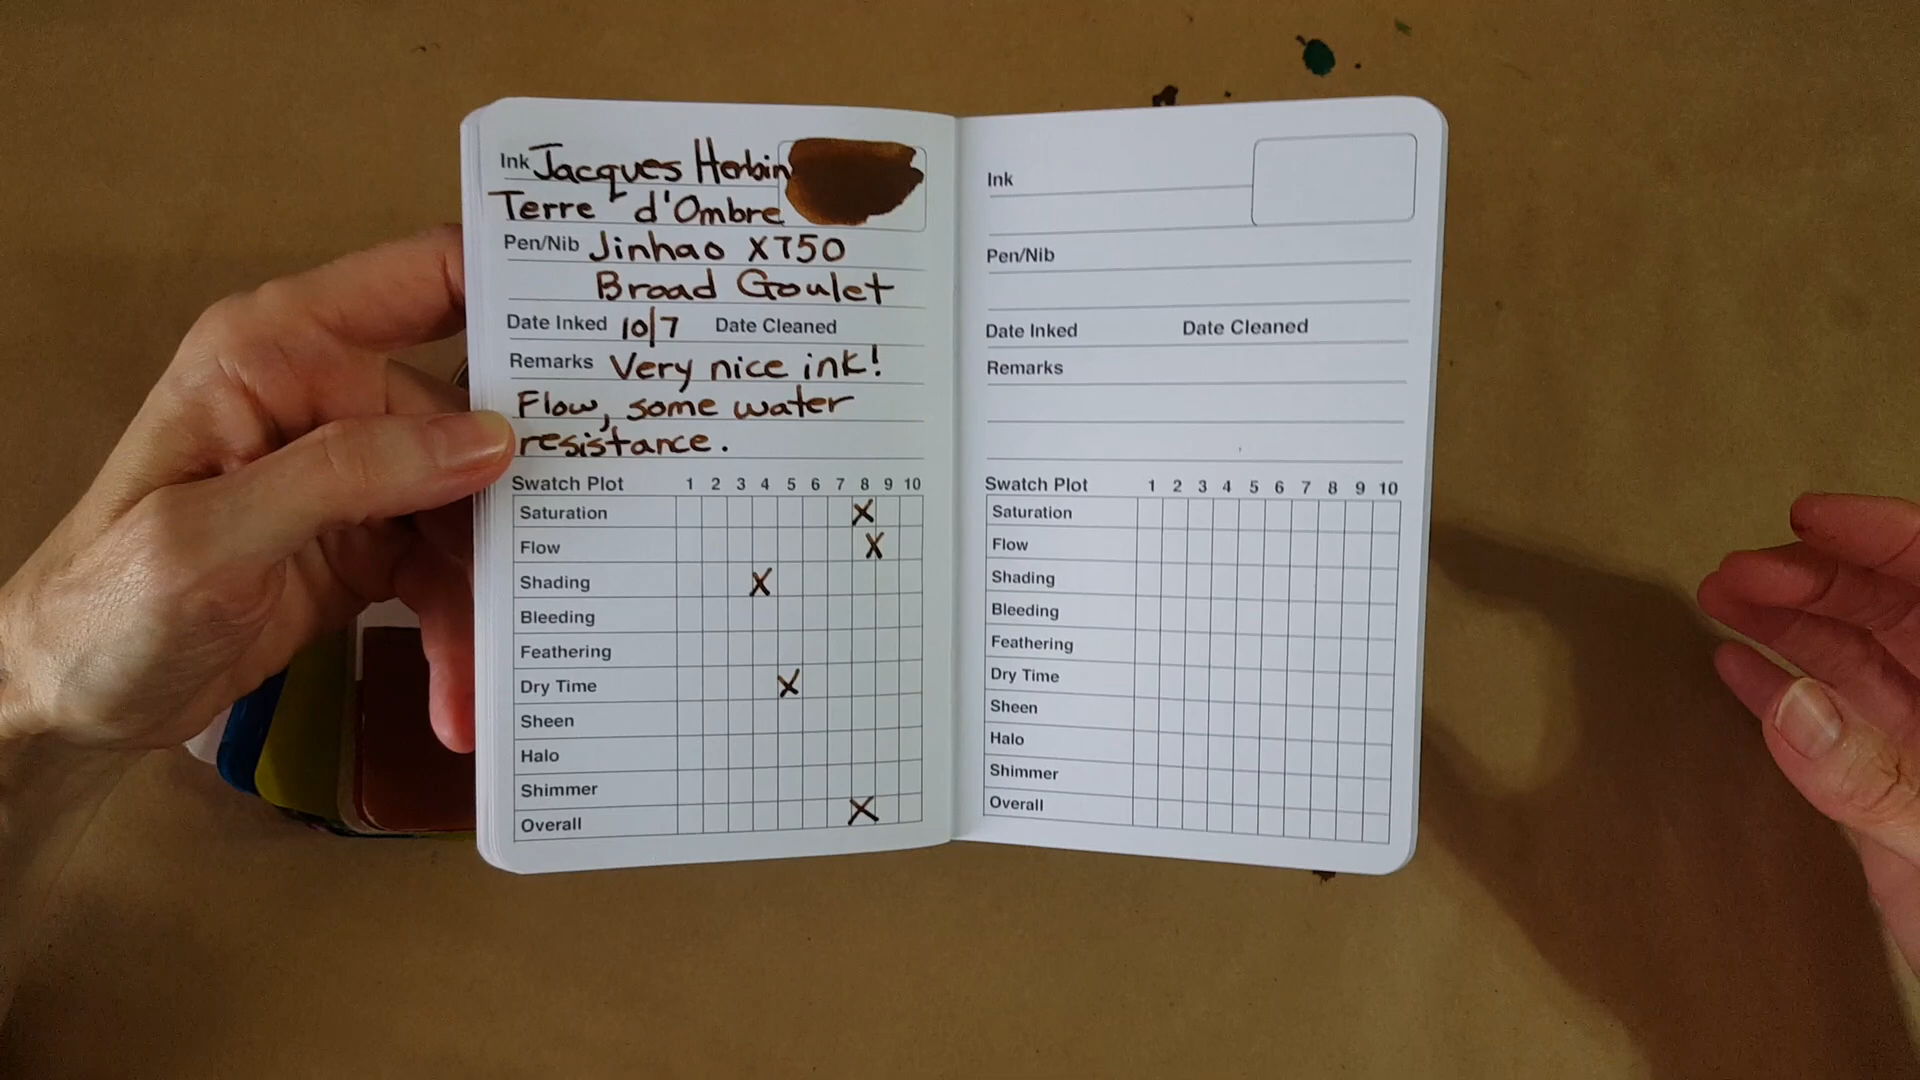 Ink Jacques Herbin
Terre d'Ombre
Pen/Nib Jinhao X750
Broad Goulet
Date Inked 10/7 Date Cleaned
Remarks Very nice ink!
Flow, some water
resistance.
Swatch Plot 1 2 3 4 5 6 7 8 9 10
Saturation X
Flow X
Shading X
Bleeding
Feathering
Dry Time X
Sheen
Halo
Shimmer
Overall X
Ink
Pen/Nib
Date Inked Date Cleaned
Remarks
Swatch Plot 1 2 3 4 5 6 7 8 9 10
Saturation
Flow
Shading
Bleeding
Feathering
Dry Time
Sheen
Halo
Shimmer
Overall